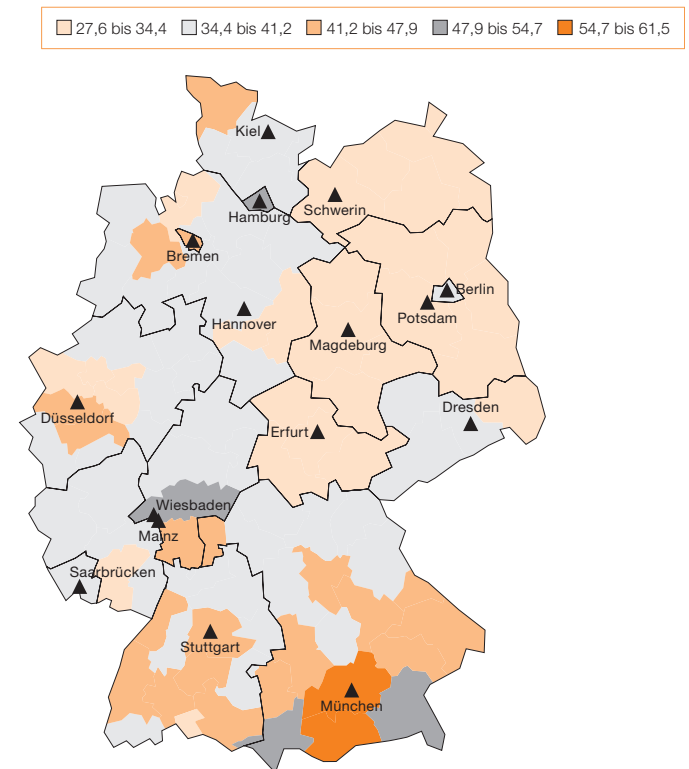 27,6 bis 34,4 34,4 bis 41,2 41,2 bis 47,9 47,9 bis 54,7 54,7 bis 61,5
Kiel
Hamburg
Schwerin
Bremen
Berlin
Potsdam
Hannover
Magdeburg
Düsseldorf
Dresden
Erfurt
Wiesbaden
Mainz
Saarbrücken
Stuttgart
München